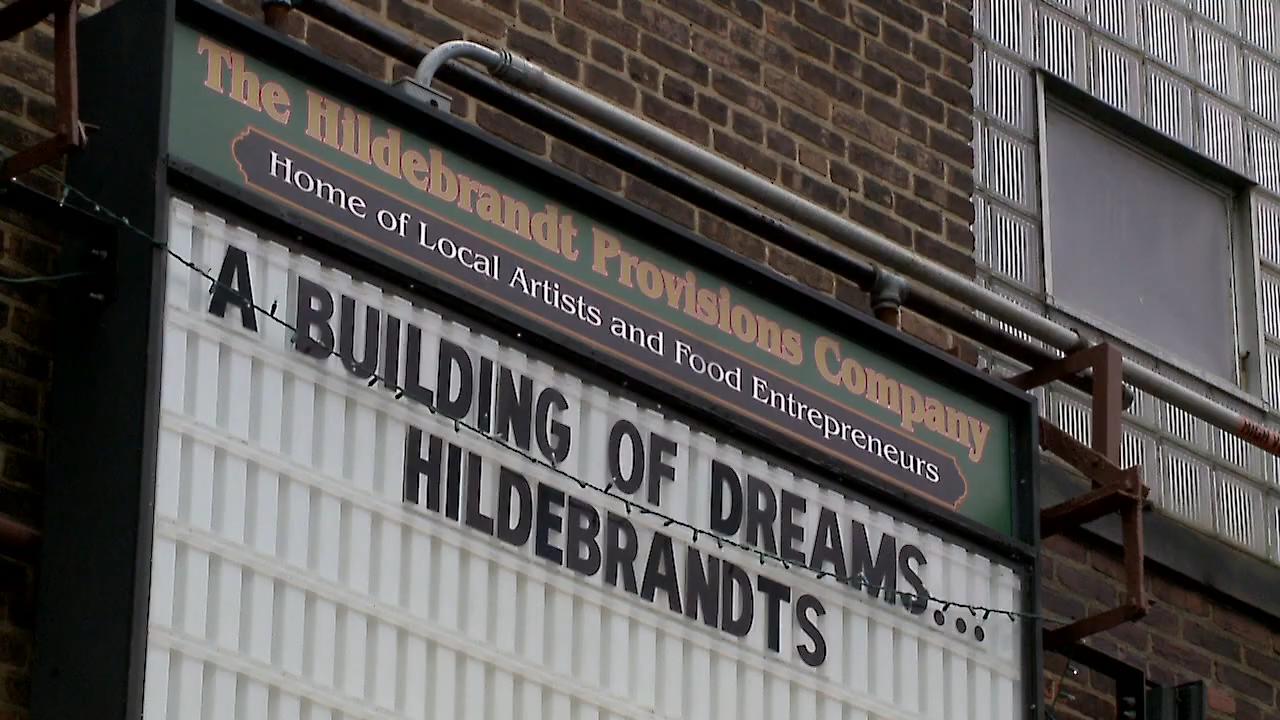 The Hildebrandt Provisions Company
Home of Local Artists and Food Entrepreneurs
A BUILDING OF DREAMS...
HILDEBRANDTS